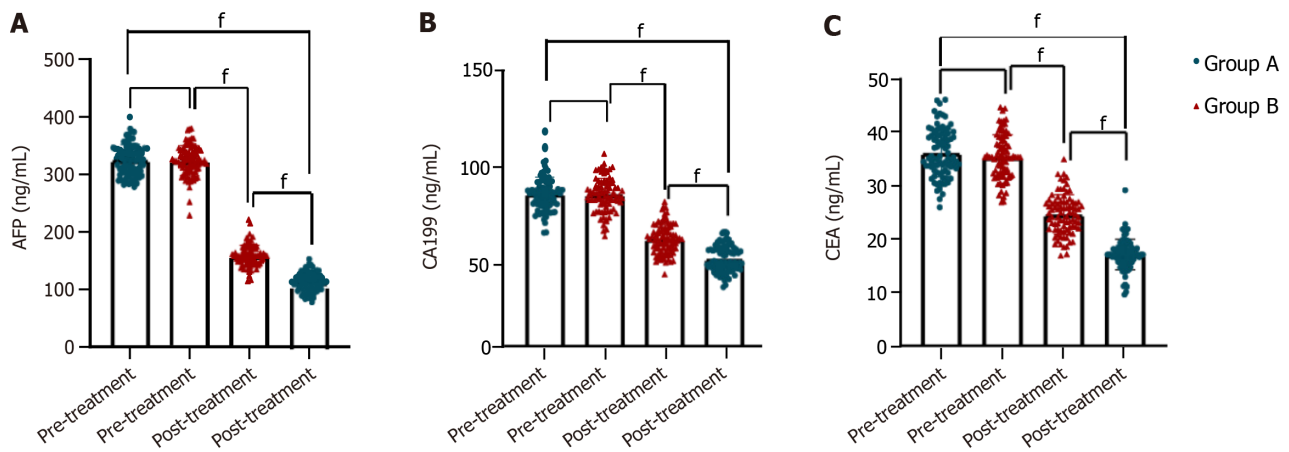 A
f
f
f
AFP (ng/mL)
500
400
300
200
100
0
Pre-treatment
Pre-treatment
Post-treatment
Post-treatment
B
f
f
f
CA199 (ng/mL)
150
100
50
0
Pre-treatment
Pre-treatment
Post-treatment
Post-treatment
C
f
f
f
CEA (ng/mL)
50
40
30
20
10
0
Pre-treatment
Pre-treatment
Post-treatment
Post-treatment
Group A
Group B